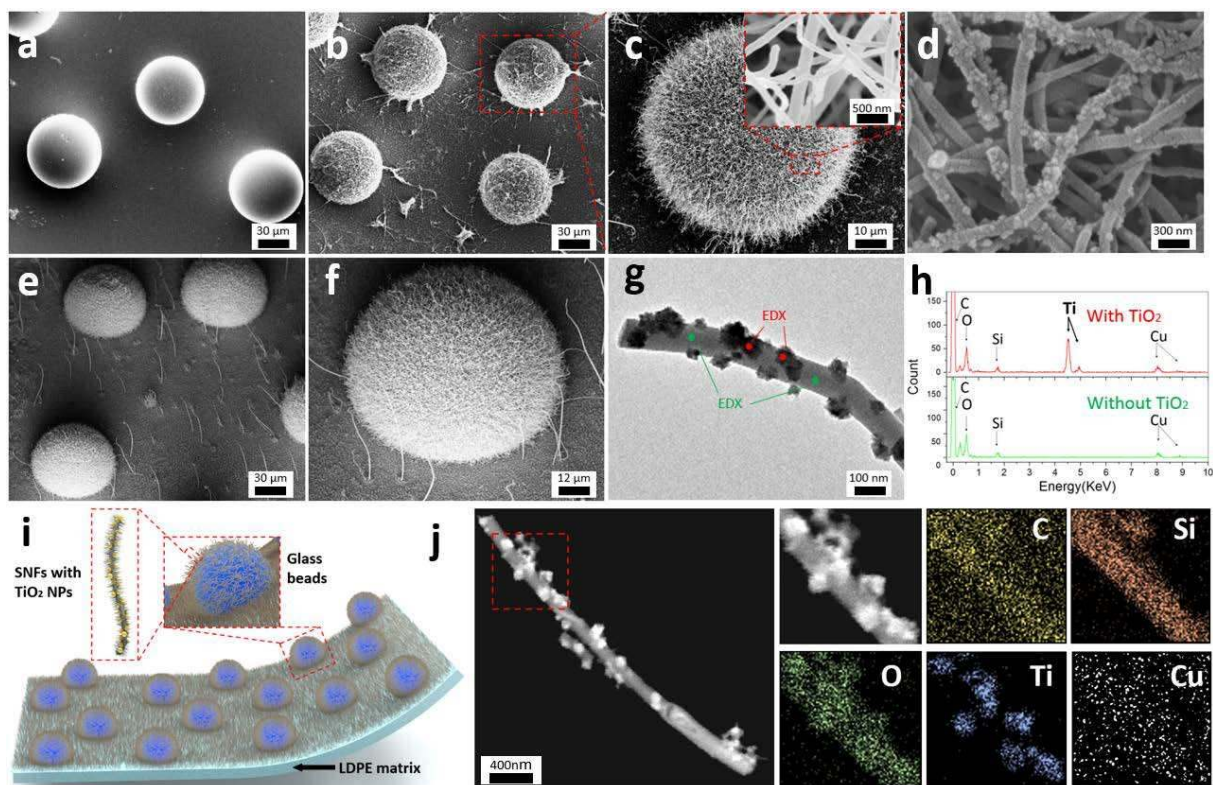 a
30 µm
b
30 µm
c
500 nm
10 µm
d
300 nm
e
30 µm
f
12 µm
g
EDX
EDX
100 nm
h
150
100
50
0
C
O
Si
Ti
With TiO₂
Cu
Count
150
100
50
0
C
O
Si
Without TiO₂
Cu
0 1 2 3 4 5 6 7 8 9 10
Energy(KeV)
i
SNFs with
TiO₂ NPs
Glass
beads
LDPE matrix
j
400nm
C
Si
O
Ti
Cu